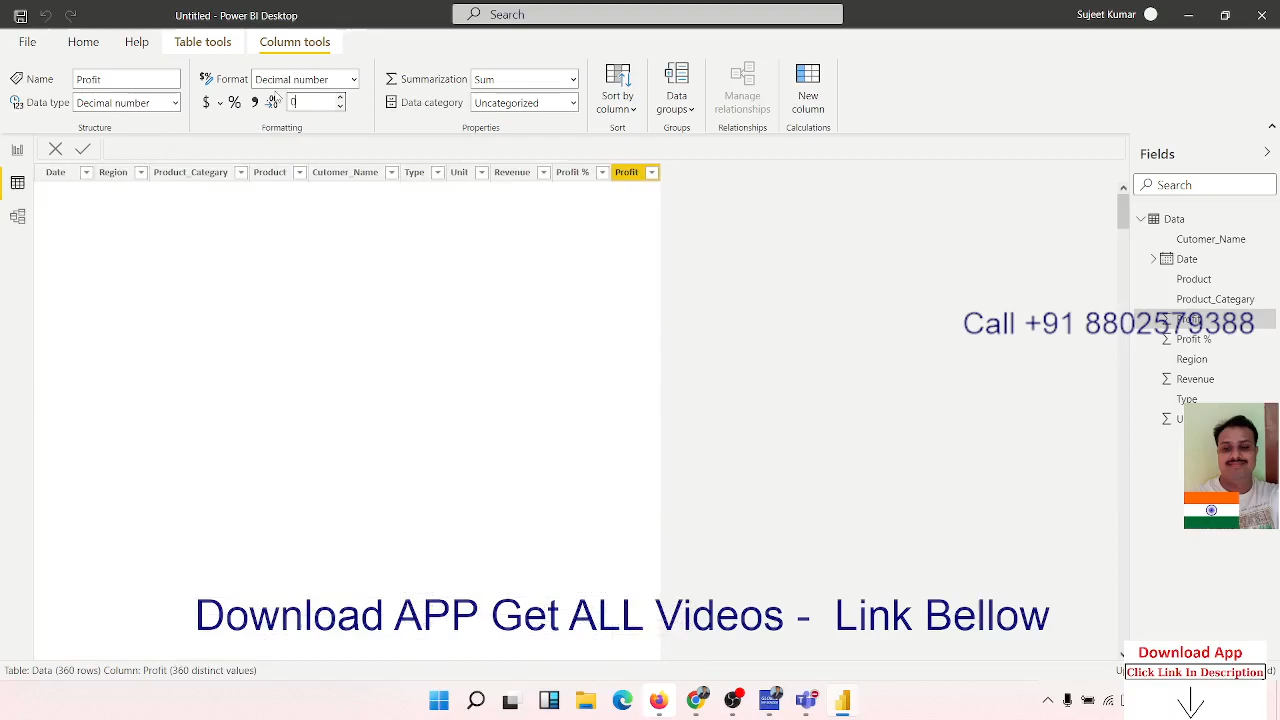 Untitled - Power BI Desktop
Search
Sujeet Kumar
File
Home
Help
Table tools
Column tools
Name
Profit
Format
Decimal number
Summarization
Sum
Data type
Decimal number
$ % 9
0
Data category
Uncategorized
Sort by column
Data groups
Manage relationships
New column
Structure
Formatting
Properties
Sort
Groups
Relationships
Calculations
Fields
Date
Region
Product_Categary
Product
Cutomer_Name
Type
Unit
Revenue
Profit %
Profit
Search
Data
Cutomer_Name
Date
Product
Product_Categary
Call +91 8802579388
Profit %
Region
Revenue
Type
Download APP Get ALL Videos - Link Bellow
Download App
Click Link In Description
Table: Data (360 rows) Column: Profit (360 distinct values)